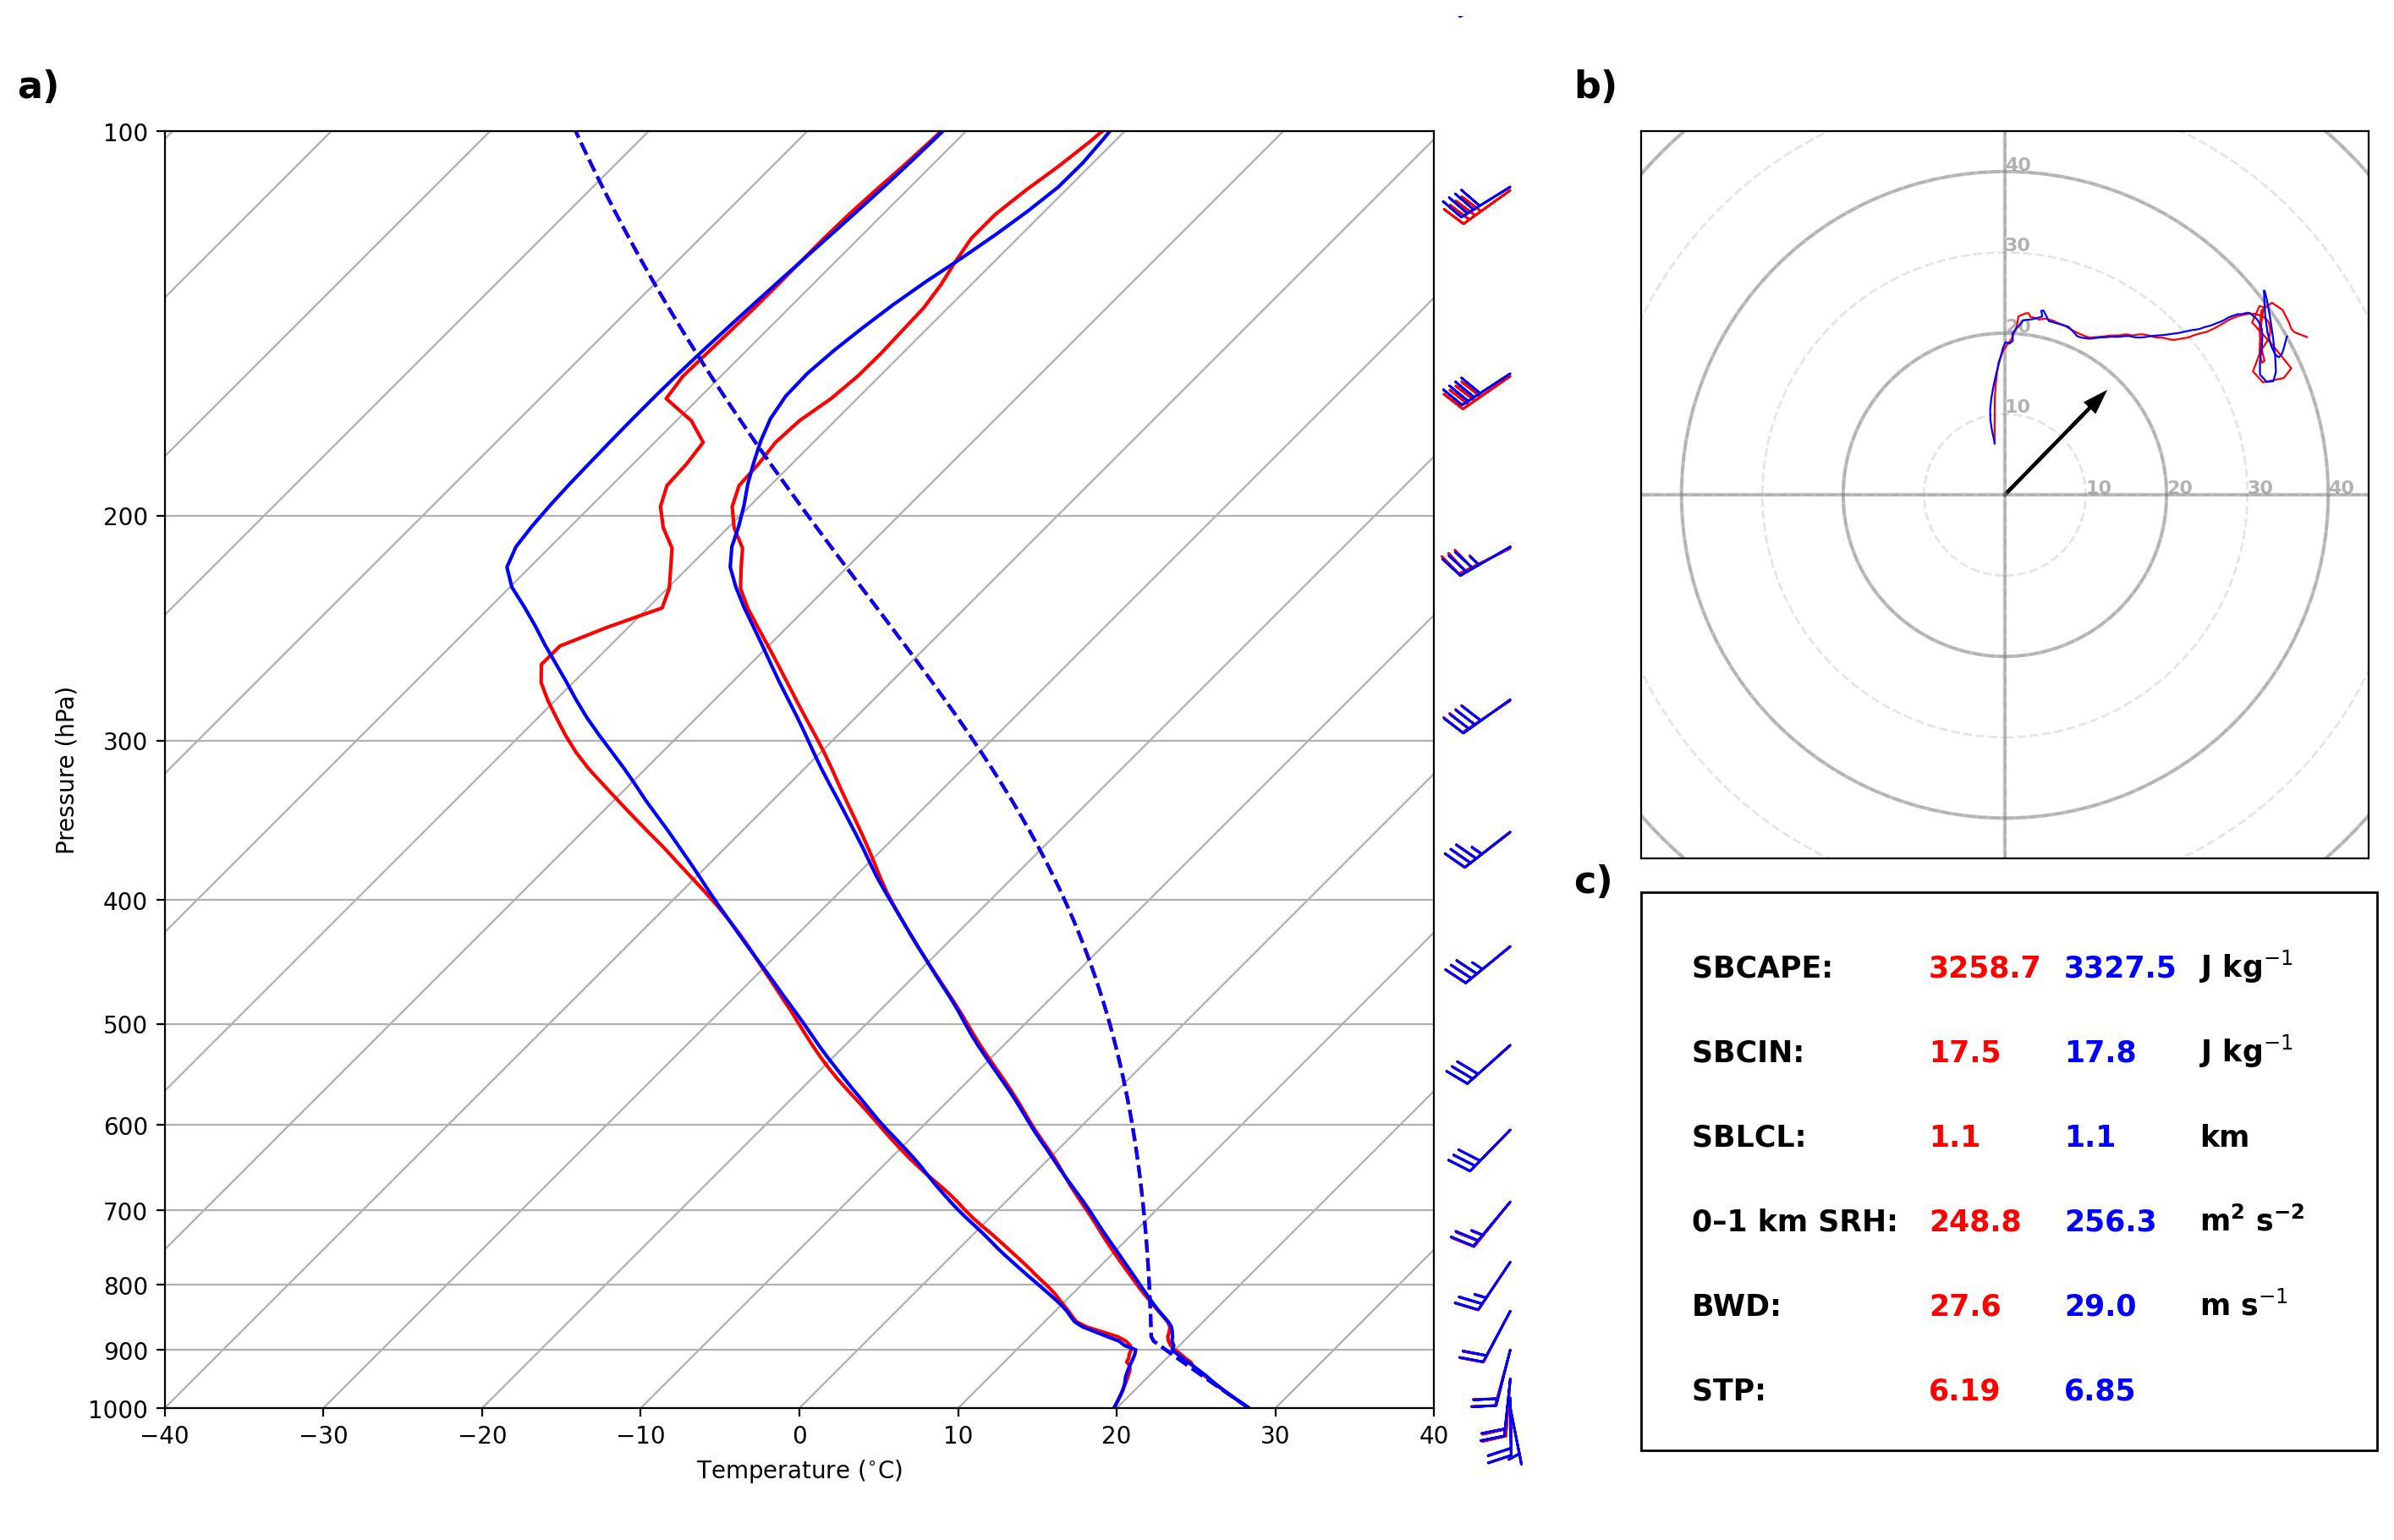 a)
b)
100
200
300
400
500
600
700
800
900
1000
Pressure (hPa)
−40 −30 −20 −10 0 10 20 30 40
Temperature (°C)
40
30
20
10
10 20 30 40
c)
SBCAPE: 3258.7 3327.5 J kg⁻¹
SBCIN: 17.5 17.8 J kg⁻¹
SBLCL: 1.1 1.1 km
0–1 km SRH: 248.8 256.3 m² s⁻²
BWD: 27.6 29.0 m s⁻¹
STP: 6.19 6.85